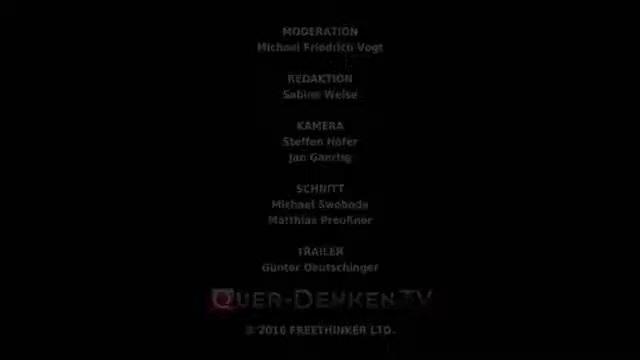 MODERATION
Michael Friedrich Vogt
REDAKTION
Sabine Weise
KAMERA
Steffen Höfer
Jan
SCHNITT
Michael Swoboda
Matthias Preußner
TRAILER
Günter Deutschinger
QUER-DENKEN.TV
© 2016 FREETHINKER LTD.